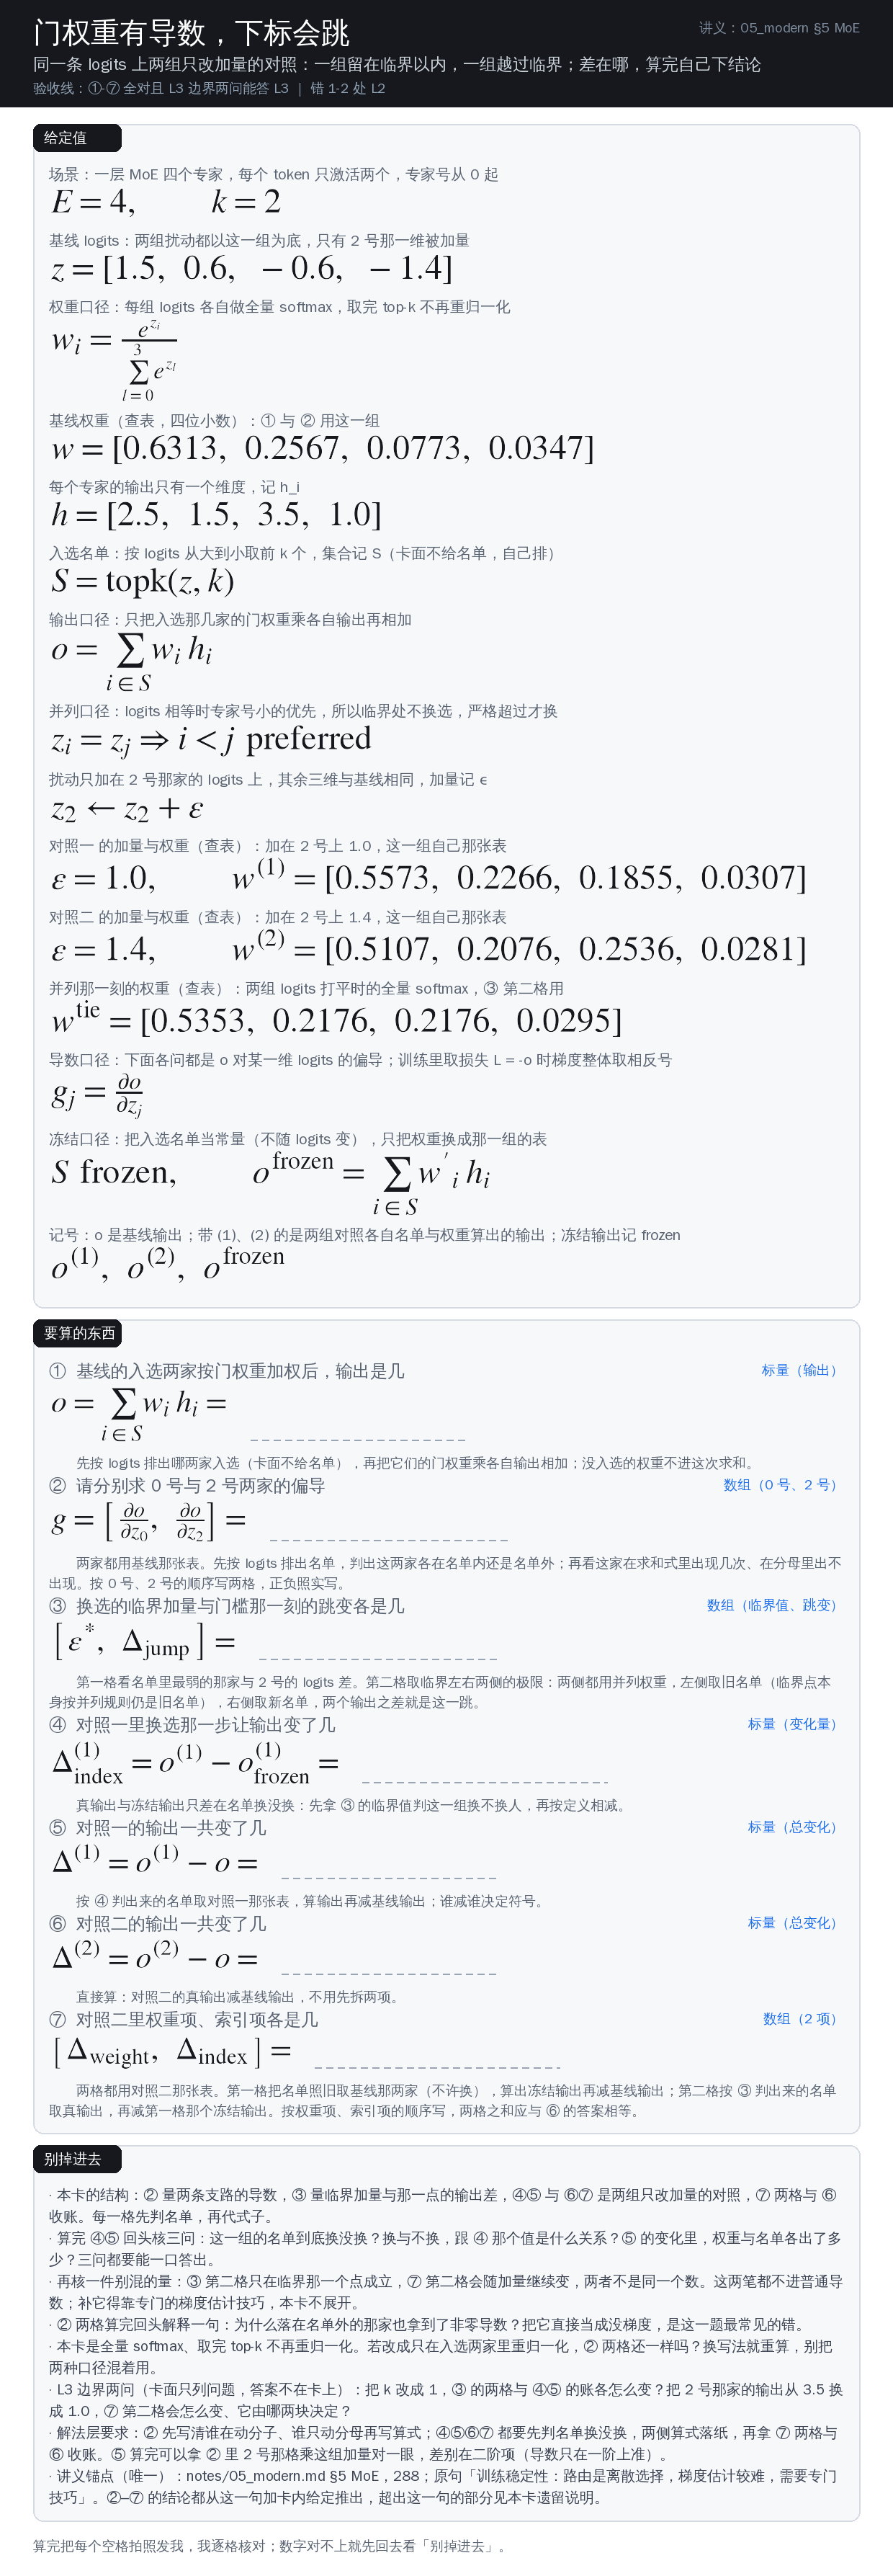 门权重有导数，下标会跳
讲义：05_modern §5 MoE
同一条 logits 上两组只改加量的对照：一组留在临界以内，一组越过临界；差在哪，算完自己下结论
验收线：①-⑦ 全对且 L3 边界两问能答 L3 ｜ 错 1-2 处 L2
给定值
场景：一层 MoE 四个专家，每个 token 只激活两个，专家号从 0 起
E = 4,  k = 2
基线 logits：两组扰动都以这一组为底，只有 2 号那一维被加量
z = [1.5, 0.6, − 0.6, − 1.4]
权重口径：每组 logits 各自做全量 softmax，取完 top-k 不再重归一化
w_i = e^{z_i} / \sum_{l=0}^{3} e^{z_l}
基线权重（查表，四位小数）：① 与 ② 用这一组
w = [0.6313, 0.2567, 0.0773, 0.0347]
每个专家的输出只有一个维度，记 h_i
h = [2.5, 1.5, 3.5, 1.0]
入选名单：按 logits 从大到小取前 k 个，集合记 S（卡面不给名单，自己排）
S = topk(z, k)
输出口径：只把入选那几家的门权重乘各自输出再相加
o = \sum_{i ∈ S} w_i h_i
并列口径：logits 相等时专家号小的优先，所以临界处不换选，严格超过才换
z_i = z_j ⇒ i < j preferred
扰动只加在 2 号那家的 logits 上，其余三维与基线相同，加量记 ϵ
z_2 ← z_2 + ε
对照一 的加量与权重（查表）：加在 2 号上 1.0，这一组自己那张表
ε = 1.0,  w^{(1)} = [0.5573, 0.2266, 0.1855, 0.0307]
对照二 的加量与权重（查表）：加在 2 号上 1.4，这一组自己那张表
ε = 1.4,  w^{(2)} = [0.5107, 0.2076, 0.2536, 0.0281]
并列那一刻的权重（查表）：两组 logits 打平时的全量 softmax，③ 第二格用
w^{tie} = [0.5353, 0.2176, 0.2176, 0.0295]
导数口径：下面各问都是 o 对某一维 logits 的偏导；训练里取损失 L = -o 时梯度整体取相反号
g_j = ∂o / ∂z_j
冻结口径：把入选名单当常量（不随 logits 变），只把权重换成那一组的表
S frozen,  o^{frozen} = \sum_{i ∈ S} w'_i h_i
记号：o 是基线输出；带 (1)、(2) 的是两组对照各自名单与权重算出的输出；冻结输出记 frozen
o^{(1)}, o^{(2)}, o^{frozen}
要算的东西
① 基线的入选两家按门权重加权后，输出是几
标量（输出）
o = \sum_{i ∈ S} w_i h_i =
先按 logits 排出哪两家入选（卡面不给名单），再把它们的门权重乘各自输出相加；没入选的权重不进这次求和。
② 请分别求 0 号与 2 号两家的偏导
数组（0 号、2 号）
g = [ ∂o/∂z_0, ∂o/∂z_2 ] =
两家都用基线那张表。先按 logits 排出名单，判出这两家各在名单内还是名单外；再看这家在求和式里出现几次、在分母里出不
出现。按 0 号、2 号的顺序写两格，正负照实写。
③ 换选的临界加量与门槛那一刻的跳变各是几
数组（临界值、跳变）
[ ε^*, Δ_{jump} ] =
第一格看名单里最弱的那家与 2 号的 logits 差。第二格取临界左右两侧的极限：两侧都用并列权重，左侧取旧名单（临界点本
身按并列规则仍是旧名单），右侧取新名单，两个输出之差就是这一跳。
④ 对照一里换选那一步让输出变了几
标量（变化量）
Δ^{(1)}_{index} = o^{(1)} − o^{(1)}_{frozen} =
真输出与冻结输出只差在名单换没换：先拿 ③ 的临界值判这一组换不换人，再按定义相减。
⑤ 对照一的输出一共变了几
标量（总变化）
Δ^{(1)} = o^{(1)} − o =
按 ④ 判出来的名单取对照一那张表，算输出再减基线输出；谁减谁决定符号。
⑥ 对照二的输出一共变了几
标量（总变化）
Δ^{(2)} = o^{(2)} − o =
直接算：对照二的真输出减基线输出，不用先拆两项。
⑦ 对照二里权重项、索引项各是几
数组（2 项）
[ Δ_{weight}, Δ_{index} ] =
两格都用对照二那张表。第一格把名单照旧取基线那两家（不许换），算出冻结输出再减基线输出；第二格按 ③ 判出来的名单
取真输出，再减第一格那个冻结输出。按权重项、索引项的顺序写，两格之和应与 ⑥ 的答案相等。
别掉进去
· 本卡的结构：② 量两条支路的导数，③ 量临界加量与那一点的输出差，④⑤ 与 ⑥⑦ 是两组只改加量的对照，⑦ 两格与 ⑥
收账。每一格先判名单，再代式子。
· 算完 ④⑤ 回头核三问：这一组的名单到底换没换？换与不换，跟 ④ 那个值是什么关系？⑤ 的变化里，权重与名单各出了多
少？三问都要能一口答出。
· 再核一件别混的量：③ 第二格只在临界那一个点成立，⑦ 第二格会随加量继续变，两者不是同一个数。这两笔都不进普通导
数；补它得靠专门的梯度估计技巧，本卡不展开。
· ② 两格算完回头解释一句：为什么落在名单外的那家也拿到了非零导数？把它直接当成没梯度，是这一题最常见的错。
· 本卡是全量 softmax、取完 top-k 不再重归一化。若改成只在入选两家里重归一化，② 两格还一样吗？换写法就重算，别把
两种口径混着用。
· L3 边界两问（卡面只列问题，答案不在卡上）：把 k 改成 1，③ 的两格与 ④⑤ 的账各怎么变？把 2 号那家的输出从 3.5 换
成 1.0，⑦ 第二格会怎么变、它由哪两块决定？
· 解法层要求：② 先写清谁在动分子、谁只动分母再写算式；④⑤⑥⑦ 都要先判名单换没换，两侧算式落纸，再拿 ⑦ 两格与
⑥ 收账。⑤ 算完可以拿 ② 里 2 号那格乘这组加量对一眼，差别在二阶项（导数只在一阶上准）。
· 讲义锚点（唯一）：notes/05_modern.md §5 MoE，288；原句「训练稳定性：路由是离散选择，梯度估计较难，需要专门
技巧」。②–⑦ 的结论都从这一句加卡内给定推出，超出这一句的部分见本卡遗留说明。
算完把每个空格拍照发我，我逐格核对；数字对不上就先回去看「别掉进去」。